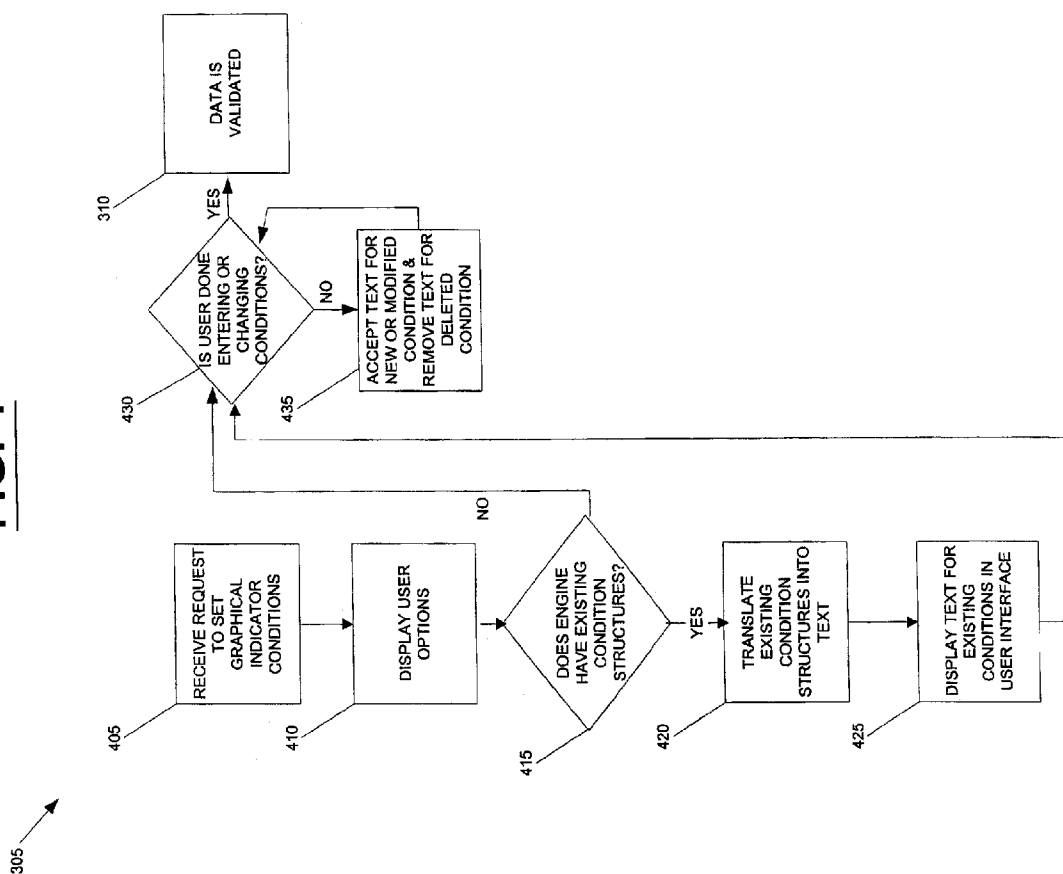 305
405
RECEIVE REQUEST
TO SET
GRAPHICAL
INDICATOR
CONDITIONS
410
DISPLAY USER
OPTIONS
415
DOES ENGINE
HAVE EXISTING
CONDITION
STRUCTURES?
NO
YES
420
TRANSLATE
EXISTING
CONDITION
STRUCTURES INTO
TEXT
425
DISPLAY TEXT FOR
EXISTING
CONDITIONS IN
USER INTERFACE
430
IS USER DONE
ENTERING OR
CHANGING
CONDITIONS?
YES
NO
310
DATA IS
VALIDATED
435
ACCEPT TEXT FOR
NEW OR MODIFIED
CONDITION &
REMOVE TEXT FOR
DELETED
CONDITION